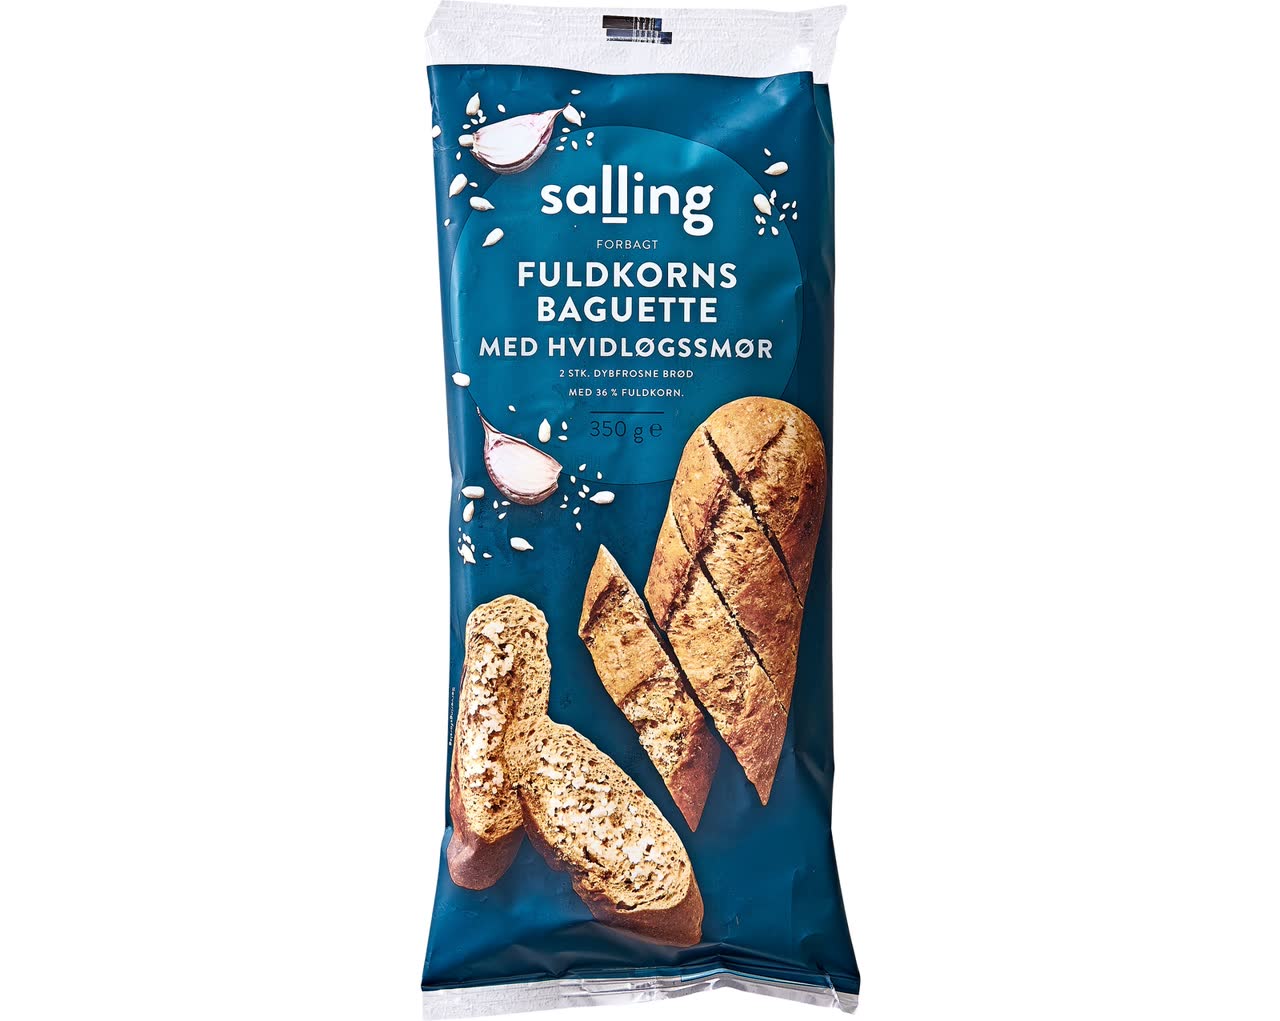 salling
FORBAGT
FULDKORNS
BAGUETTE
MED HVIDLØGSSMØR
2 STK. DYBFROSNE BRØD
MED 36 % FULDKORN.
350 g e